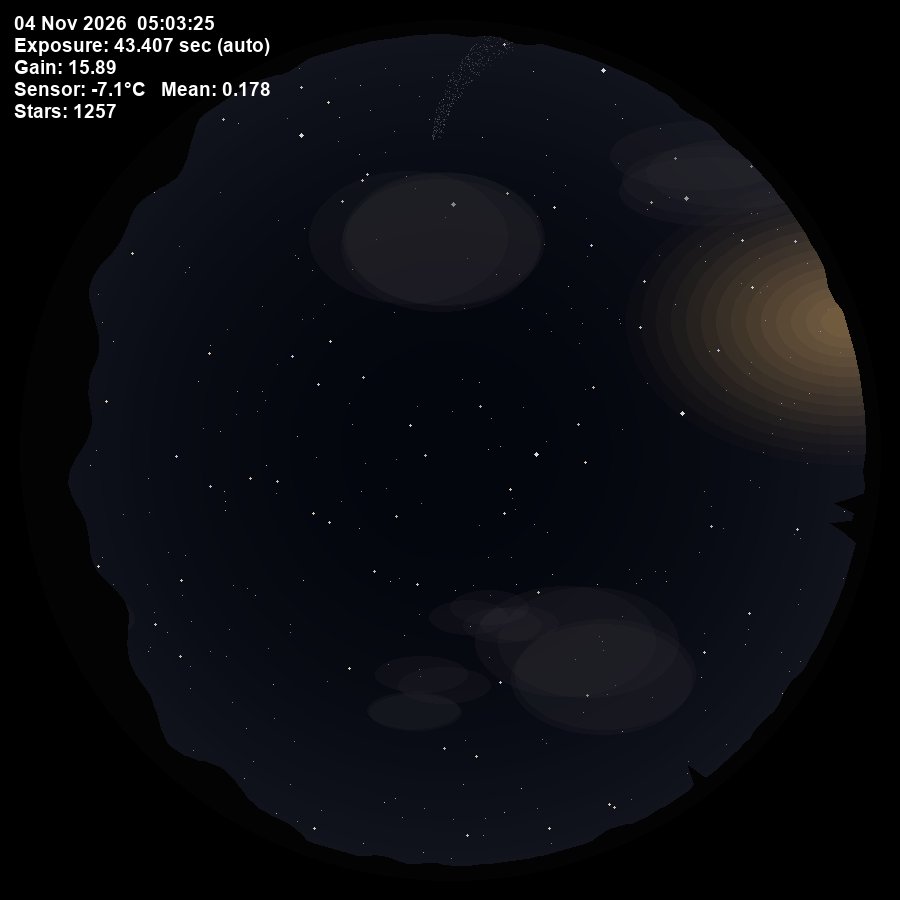 04 Nov 2026  05:03:25
Exposure: 43.407 sec (auto)
Gain: 15.89
Sensor: -7.1°C   Mean: 0.178
Stars: 1257